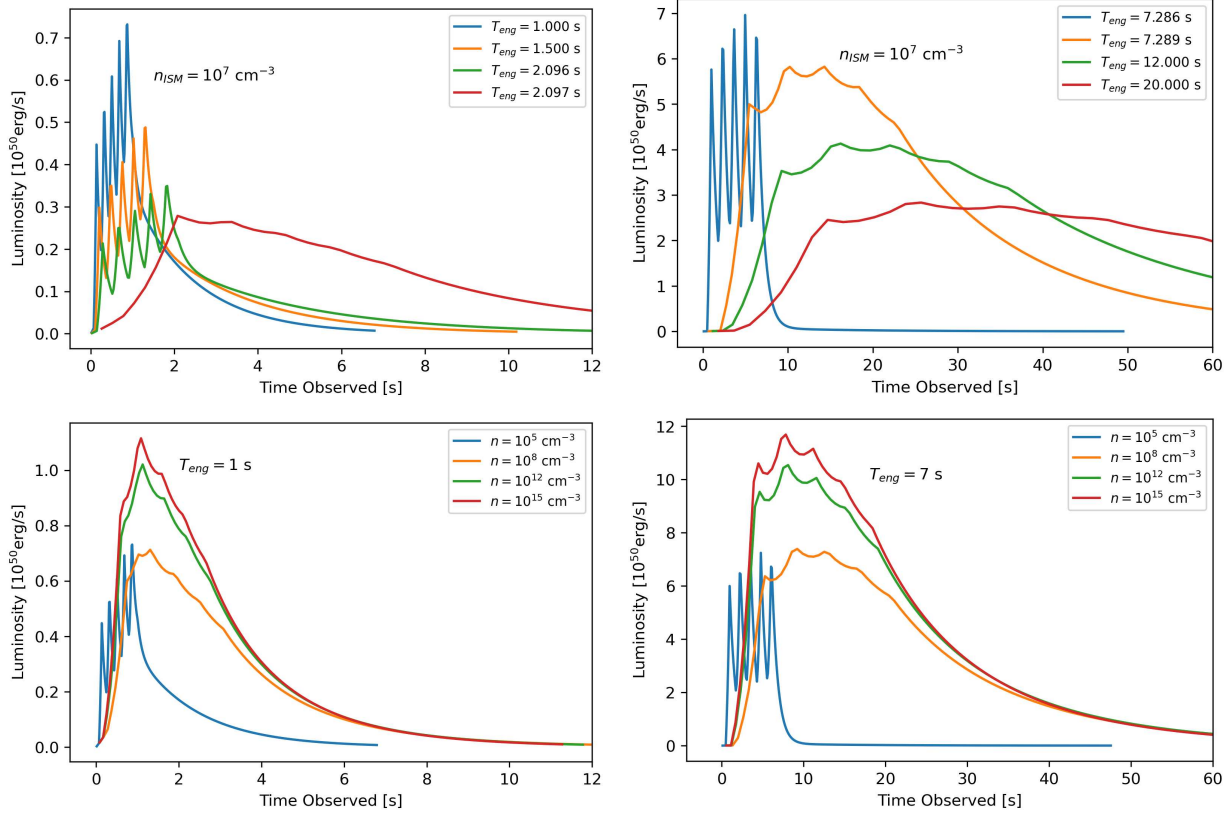 T_eng = 1.000 s
T_eng = 1.500 s
T_eng = 2.096 s
T_eng = 2.097 s
n_ISM = 10^7 cm^−3
0.7
0.6
0.5
0.4
0.3
0.2
0.1
0.0
Luminosity [10^50erg/s]
0 2 4 6 8 10 12
Time Observed [s]
T_eng = 7.286 s
T_eng = 7.289 s
T_eng = 12.000 s
T_eng = 20.000 s
n_ISM = 10^7 cm^−3
7
6
5
4
3
2
1
0
Luminosity [10^50erg/s]
0 10 20 30 40 50 60
Time Observed [s]
n = 10^5 cm^−3
n = 10^8 cm^−3
n = 10^12 cm^−3
n = 10^15 cm^−3
T_eng = 1 s
1.0
0.8
0.6
0.4
0.2
0.0
Luminosity [10^50erg/s]
0 2 4 6 8 10 12
Time Observed [s]
n = 10^5 cm^−3
n = 10^8 cm^−3
n = 10^12 cm^−3
n = 10^15 cm^−3
T_eng = 7 s
12
10
8
6
4
2
0
Luminosity [10^50erg/s]
0 10 20 30 40 50 60
Time Observed [s]